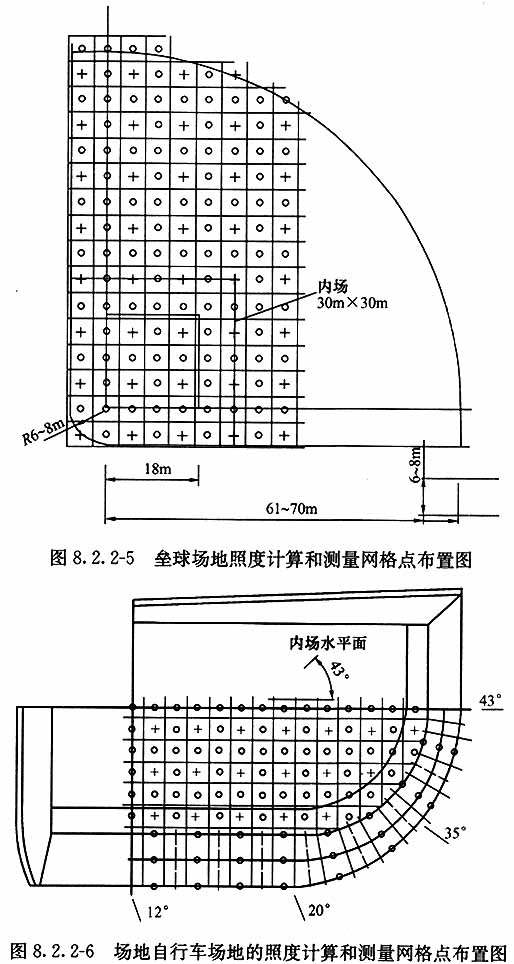 内场
30m×30m
R6~8m
18m
6~8m
61~70m
图 8.2.2-5 垒球场地照度计算和测量网格点布置图
内场水平面
43°
43°
35°
12°
20°
图 8.2.2-6 场地自行车场地的照度计算和测量网格点布置图